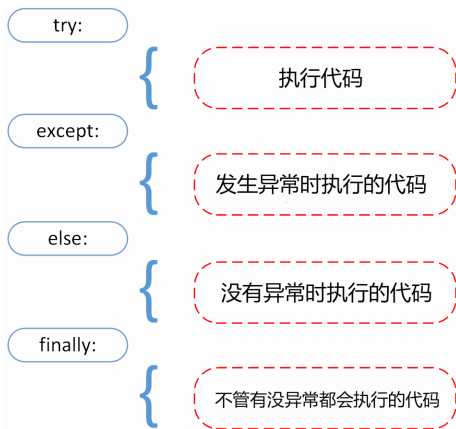 try:
执行代码
except:
发生异常时执行的代码
else:
没有异常时执行的代码
finally:
不管有没异常都会执行的代码